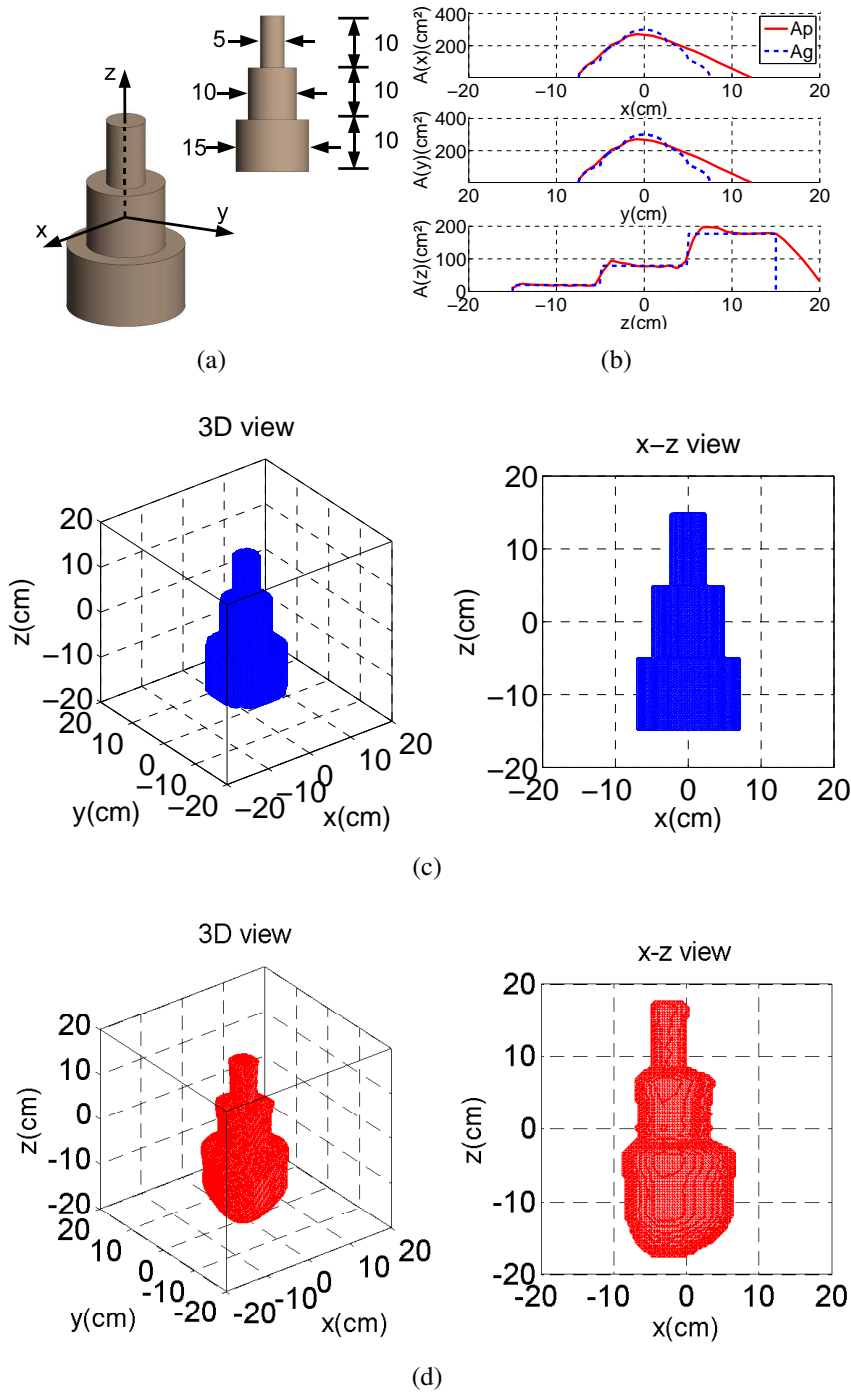 z
x
y
5
10
15
10
10
10
(a)
A(x)(cm²)
400
200
−20 −10 0 10 20
x(cm)
Ap
Ag
A(y)(cm²)
400
200
20 −10 0 10 20
y(cm)
A(z)(cm²)
200
100
0
−20 −10 0 10 20
z(cm)
(b)
3D view
z(cm)
20
10
0
−10
−20
20
10
0
−10
−20
y(cm)
−20
−10
0
10
20
x(cm)
x−z view
z(cm)
20
10
0
−10
−20
−20 −10 0 10 20
x(cm)
(c)
3D view
z(cm)
20
10
0
-10
-20
20
10
0
-10
-20
y(cm)
-20
-10
0
10
20
x(cm)
x-z view
z(cm)
20
10
0
-10
-20
-20 -10 0 10 20
x(cm)
(d)